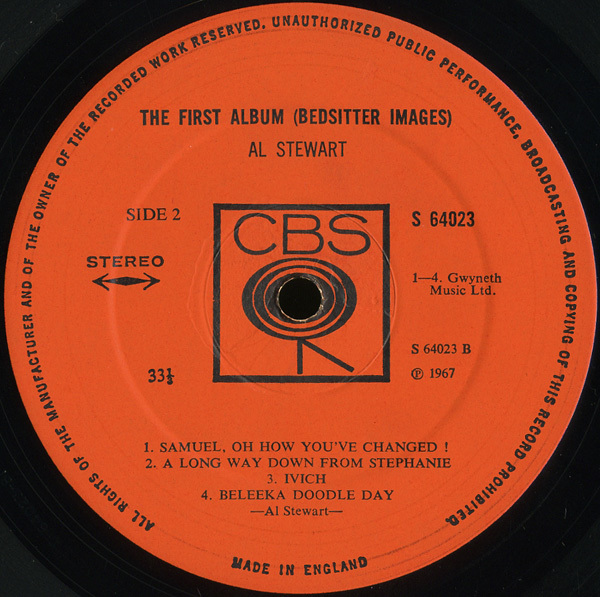 ALL RIGHTS OF THE MANUFACTURER AND OF THE OWNER OF THE RECORDED WORK RESERVED. UNAUTHORIZED PUBLIC PERFORMANCE, BROADCASTING AND COPYING OF THIS RECORD PROHIBITED.
THE FIRST ALBUM (BEDSITTER IMAGES)
AL STEWART
SIDE 2
STEREO
33⅓
CBS
S 64023
1—4. Gwyneth
Music Ltd.
S 64023 B
℗ 1967
1. SAMUEL, OH HOW YOU'VE CHANGED !
2. A LONG WAY DOWN FROM STEPHANIE
3. IVICH
4. BELEEKA DOODLE DAY
—Al Stewart—
MADE IN ENGLAND